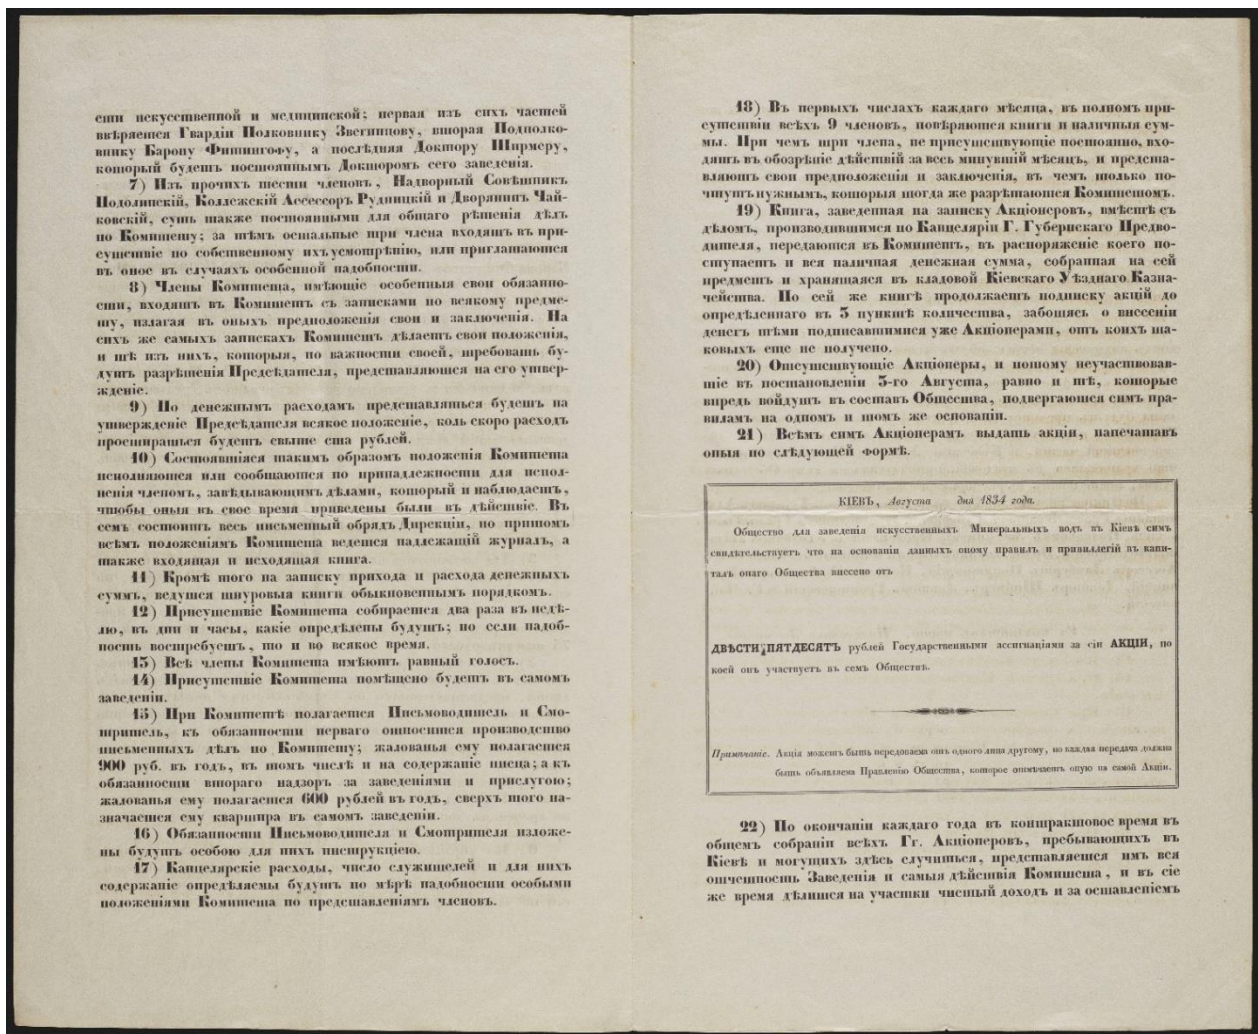 сти искусственной и медицинской; первая изъ сихъ частей
ввѣряется Гвардіи Полковнику Звегинцову, вторая Подполко-
внику Барону Фитингофу, а послѣдняя Доктору Ширмеру,
который будетъ постояннымъ Докторомъ сего заведенія.
7) Изъ прочихъ шести членовъ, Надворный Совѣтникъ
Подолинскій, Коллежскій Ассессоръ Рудницкій и Дворянинъ Чай-
ковскій, суть также постоянными для общаго рѣшенія дѣлъ
по Комитету; за тѣмъ остальные три члена входятъ въ при-
сутствіе по собственному ихъ усмотрѣнію, или приглашаются
въ оное въ случаяхъ особенной надобности.
8) Члены Комитета, имѣющіе особенныя свои обязанно-
сти, входятъ въ Комитетъ съ записками по всякому предме-
ту, излагая въ оныхъ предположенія свои и заключенія. На
сихъ же самыхъ запискахъ Комитетъ дѣлаетъ свои положенія,
и тѣ изъ нихъ, которыя, по важности своей, требовать бу-
дутъ разрѣшенія Предсѣдателя, представляются на его утвер-
жденіе.
9) По денежнымъ расходамъ представляться будетъ на
утвержденіе Предсѣдателя всякое положеніе, коль скоро расходъ
простираться будетъ свыше ста рублей.
10) Состоявшіяся такимъ образомъ положенія Комитета
исполняются или сообщаются по принадлежности для испол-
ненія членомъ, завѣдывающимъ дѣлами, который и наблюдаетъ,
чтобы оныя къ свое время приведены были въ дѣйствіе. Въ
семъ состоитъ весь письменный обрядъ Дирекціи, но притомъ
всѣмъ положеніямъ Комитета ведется надлежащій журналъ, а
также входящая и исходящая книга.
11) Кромѣ того на записку прихода и расхода денежныхъ
суммъ, ведутся шнуровыя книги обыкновеннымъ порядкомъ.
12) Присутствіе Комитета собирается два раза въ недѣ-
лю, въ дни и часы, какіе опредѣлены будутъ; но если надоб-
ность востребуетъ, то и во всякое время.
13) Всѣ члены Комитета имѣютъ равный голосъ.
14) Присутствіе Комитета помѣщено будетъ въ самомъ
заведеніи.
15) При Комитетѣ полагается Письмоводитель и Смо-
тритель, къ обязанности перваго относится производство
письменныхъ дѣлъ по Комитету; жалованья ему полагается
900 руб. въ годъ, въ томъ числѣ и на содержаніе писца; а къ
обязанности втораго надзоръ за заведеніями и прислугою;
жалованья ему полагается 600 рублей въ годъ, сверхъ того на-
значается ему квартира въ самомъ заведеніи.
16) Обязанности Письмоводителя и Смотрителя изложе-
ны будутъ особою для нихъ инструкціею.
17) Канцелярскіе расходы, число служителей и для нихъ
содержаніе опредѣляемы будутъ по мѣрѣ надобности особыми
положеніями Комитета по представленіямъ членовъ.
18) Въ первыхъ числахъ каждаго мѣсяца, въ полномъ при-
сутствіи всѣхъ 9 членовъ, повѣряются книги и наличныя сум-
мы. При чемъ три члена, не присутствующіе постоянно, вхо-
дятъ въ обозрѣніе дѣйствій за весь минувшій мѣсяцъ, и предста-
вляютъ свои предположенія и заключенія, въ чемъ только по-
чтутъ нужнымъ, которыя тогда же разрѣшаются Комитетомъ.
19) Книга, заведенная на записку Акціонеровъ, вмѣстѣ съ
дѣломъ, производившимся по Канцеляріи Г. Губернскаго Предво-
дителя, передаются въ Комитетъ, въ распоряженіе коего по-
ступаетъ и вся наличная денежная сумма, собранная на сей
предметъ и хранящаяся въ кладовой Кіевскаго Уѣзднаго Казна-
чейства. По сей же книгѣ продолжаетъ подписку акцій до
опредѣленнаго въ 3 пунктѣ количества, заботясь о внесеніи
денегъ тѣми подписавшимися уже Акціонерами, отъ коихъ та-
ковыхъ еще не получено.
20) Отсутствующіе Акціонеры, и потому неучаствовав-
шіе въ постановленіи 3-го Августа, равно и тѣ, которые
впредь войдутъ въ составъ Общества, подвергаются симъ пра-
виламъ на одномъ и томъ же основаніи.
21) Всѣмъ симъ Акціонерамъ выдать акціи, напечатавъ
оныя по слѣдующей формѣ.
КІЕВЪ, Августа дня 1834 года.
Общество для заведенія искусственныхъ Минеральныхъ водъ въ Кіевѣ симъ
свидѣтельствуетъ что на основаніи данныхъ оному правилъ и привиллегій въ капи-
талъ онаго Общества внесено отъ
ДВѢСТИ ПЯТДЕСЯТЪ рублей Государственными ассигнаціями за сіи АКЦІИ, по
коей онъ участвуетъ въ семъ Обществѣ.
Примѣчаніе. Акція можетъ быть передоваема отъ одного лица другому, но каждая передача должна
быть объявляема Правленію Общества, которое отмѣчаетъ оную на самой Акціи.
22) По окончаніи каждаго года въ контрактовое время въ
общемъ собраніи всѣхъ Гг. Акціонеровъ, пребывающихъ въ
Кіевѣ и могущихъ здѣсь случиться, представляется имъ вся
отчетность Заведенія и самыя дѣйствія Комитета, и въ сіе
же время дѣлится на участки чистый доходъ и за оставленіемъ